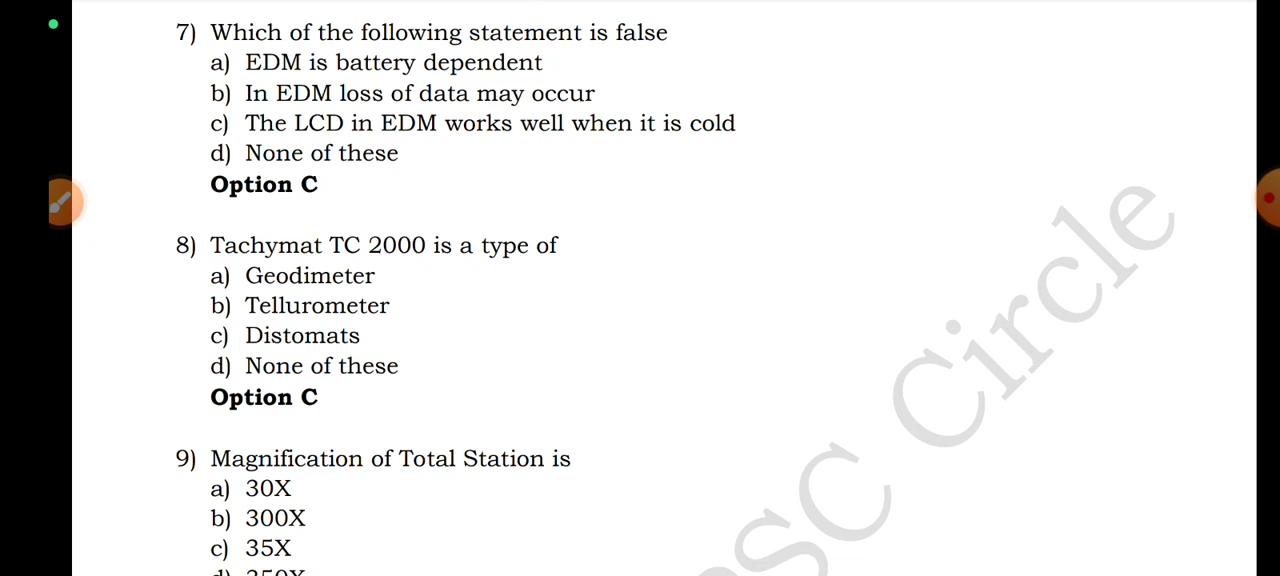 7) Which of the following statement is false
a) EDM is battery dependent
b) In EDM loss of data may occur
c) The LCD in EDM works well when it is cold
d) None of these
Option C
8) Tachymat TC 2000 is a type of
a) Geodimeter
b) Tellurometer
c) Distomats
d) None of these
Option C
9) Magnification of Total Station is
a) 30X
b) 300X
c) 35X
d) 350X
SC Circle